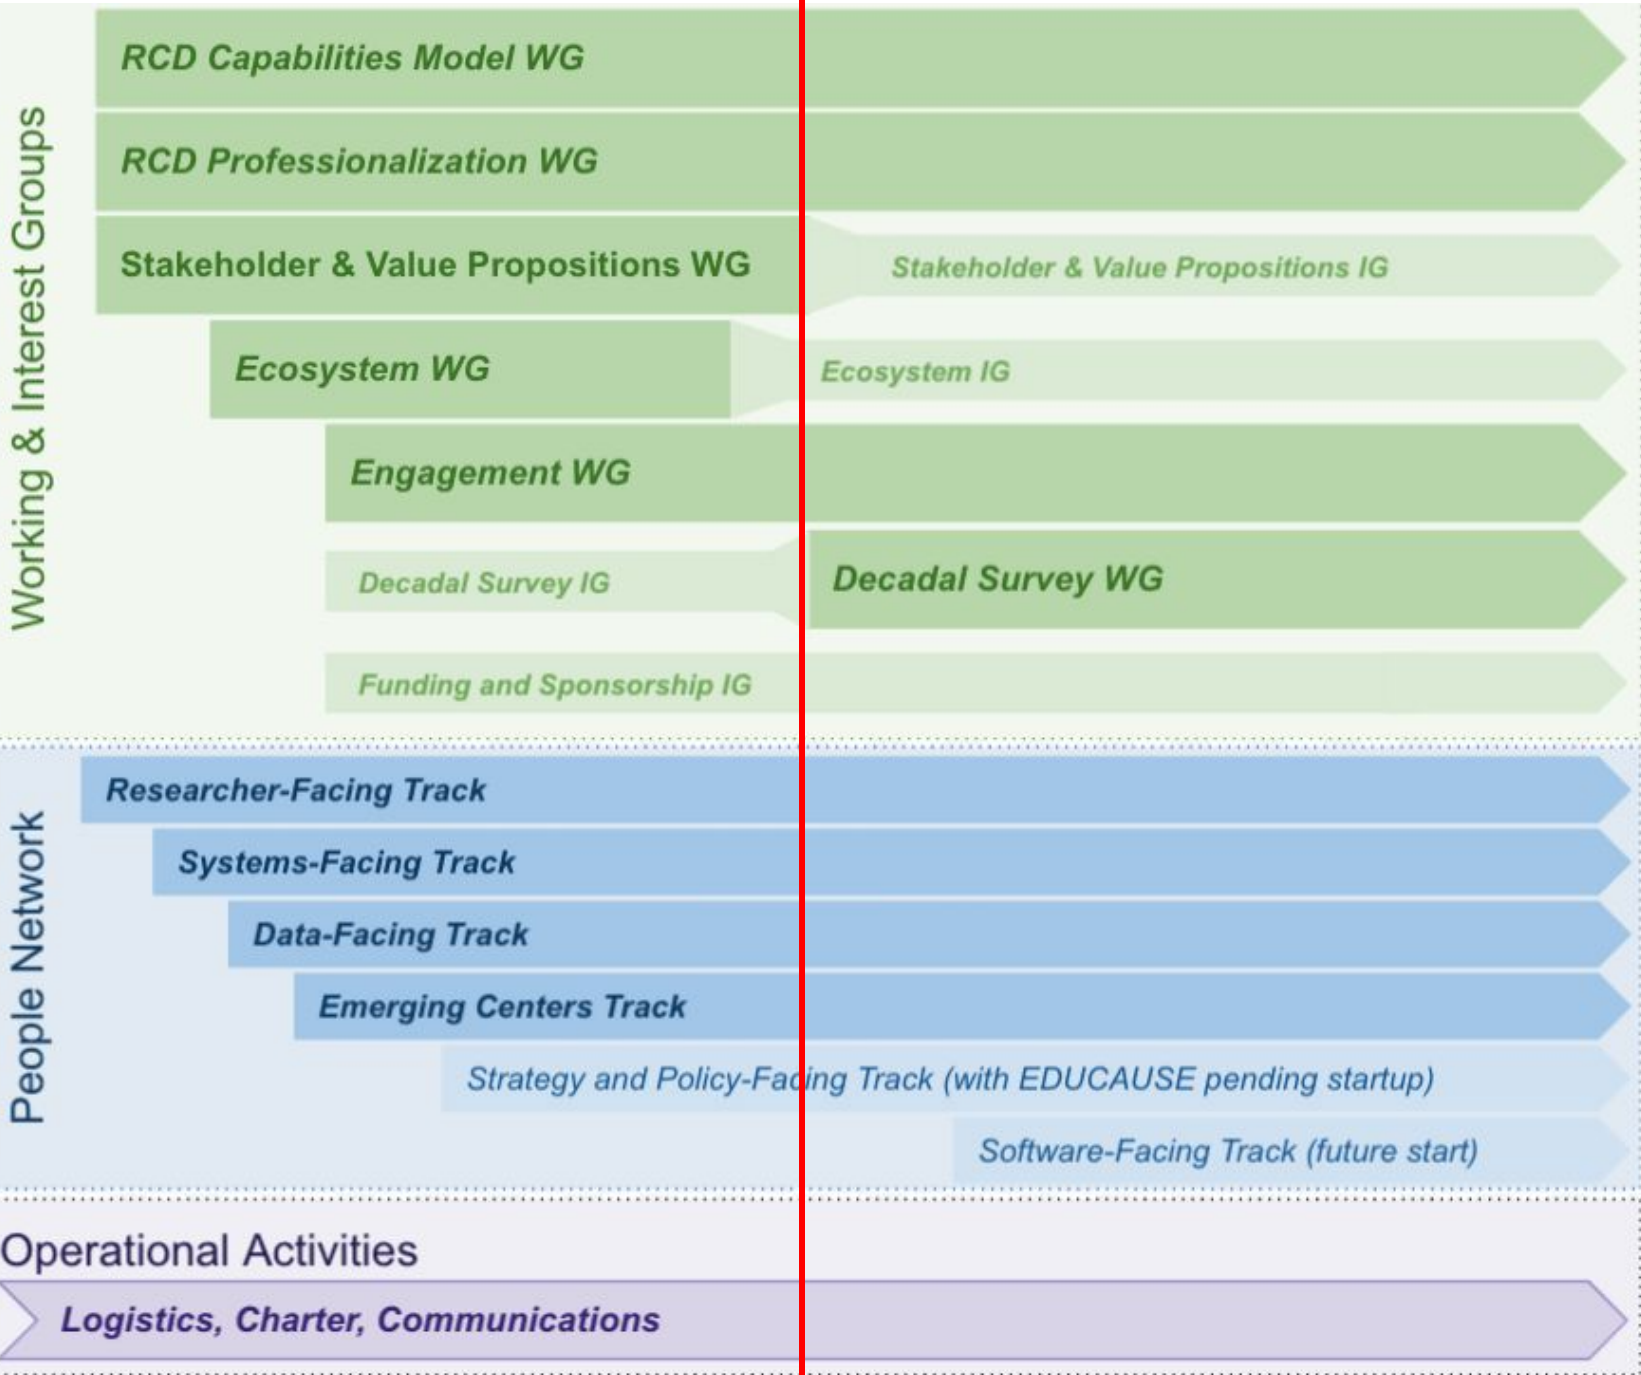 Working & Interest Groups
RCD Capabilities Model WG
RCD Professionalization WG
Stakeholder & Value Propositions WG
Stakeholder & Value Propositions IG
Ecosystem WG
Ecosystem IG
Engagement WG
Decadal Survey IG
Decadal Survey WG
Funding and Sponsorship IG
People Network
Researcher-Facing Track
Systems-Facing Track
Data-Facing Track
Emerging Centers Track
Strategy and Policy-Facing Track (with EDUCAUSE pending startup)
Software-Facing Track (future start)
Operational Activities
Logistics, Charter, Communications